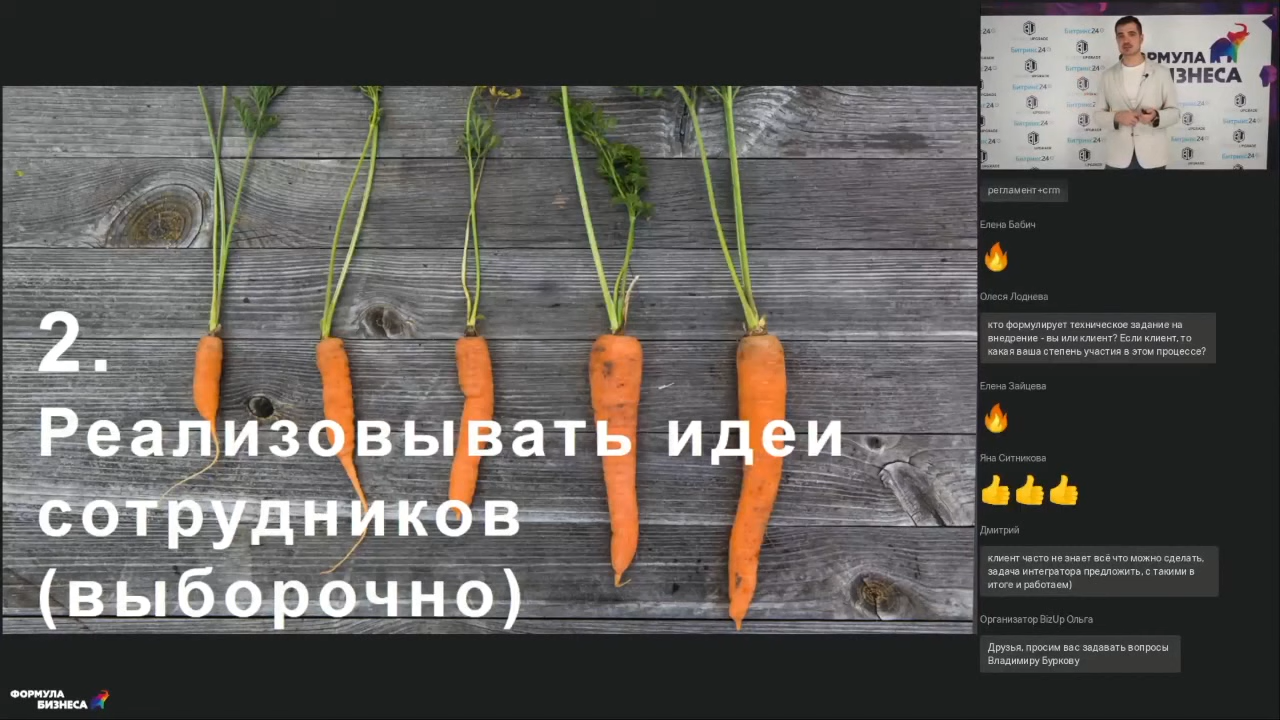 2.
Реализовывать идеи
сотрудников
(выборочно)
ФОРМУЛА
БИЗНЕСА
Битрикс24
UPGRADE
регламент+crm
Елена Бабич
Олеся Лоднева
кто формулирует техническое задание на
внедрение - вы или клиент? Если клиент, то
какая ваша степень участия в этом процессе?
Елена Зайцева
Яна Ситникова
Дмитрий
клиент часто не знает всё что можно сделать,
задача интегратора предложить, с такими в
итоге и работаем)
Организатор BizUp Ольга
Друзья, просим вас задавать вопросы
Владимиру Буркову
ФОРМУЛА
БИЗНЕСА